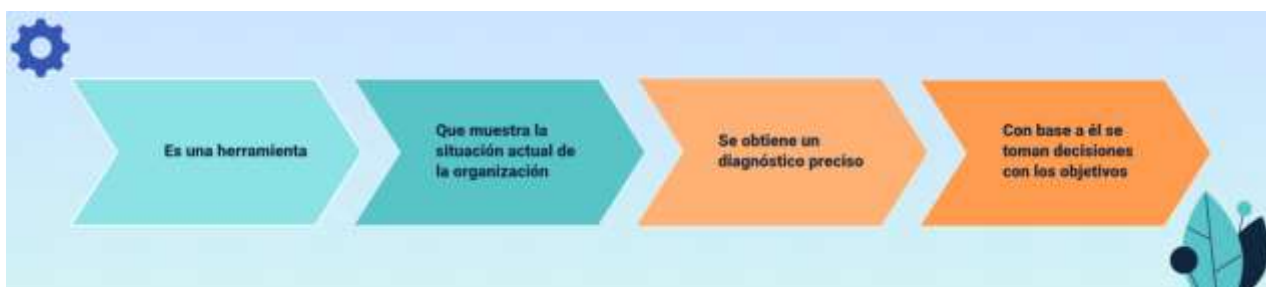 Es una herramienta
Que muestra la
situación actual de
la organización
Se obtiene un
diagnóstico preciso
Con base a él se
toman decisiones
con los objetivos